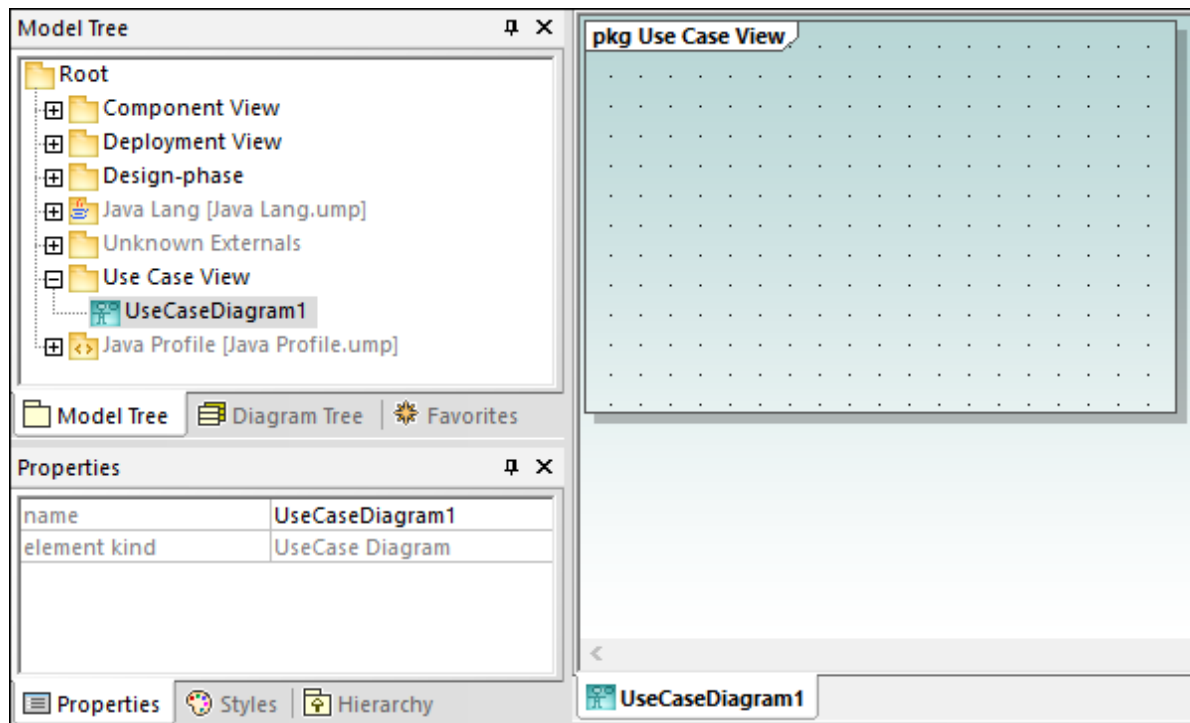 Model Tree
Root
Component View
Deployment View
Design-phase
Java Lang [Java Lang.ump]
Unknown Externals
Use Case View
UseCaseDiagram1
Java Profile [Java Profile.ump]
Model Tree Diagram Tree Favorites
Properties
name UseCaseDiagram1
element kind UseCase Diagram
Properties Styles Hierarchy
pkg Use Case View
UseCaseDiagram1